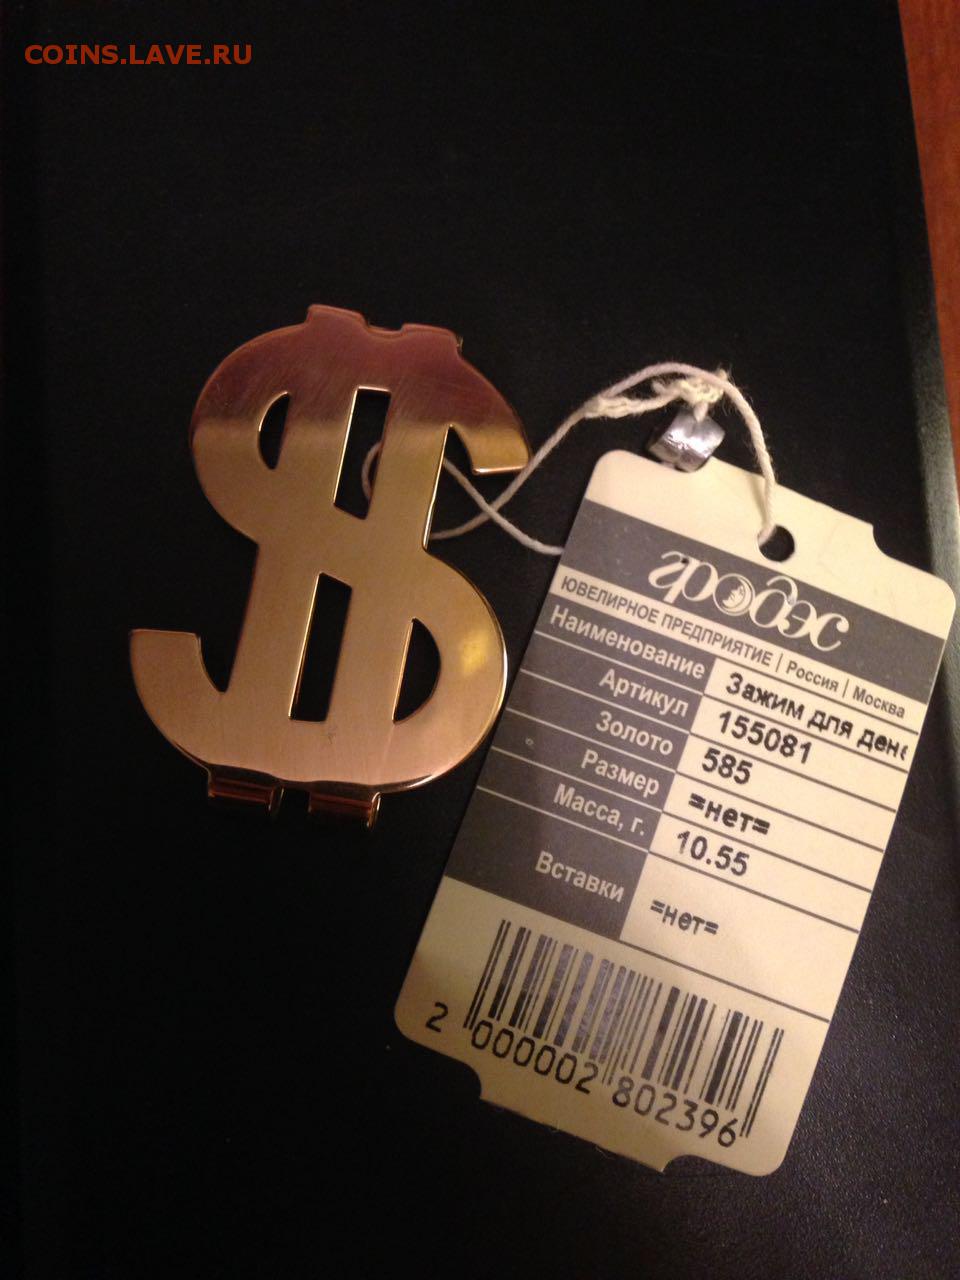 COINS.LAVE.RU
гродэс
ЮВЕЛИРНОЕ ПРЕДПРИЯТИЕ | Россия | Москва
Наименование Зажим для дене
Артикул 155081
Золото 585
Размер =нет=
Масса, г. 10.55
Вставки =нет=
2 000002 802396